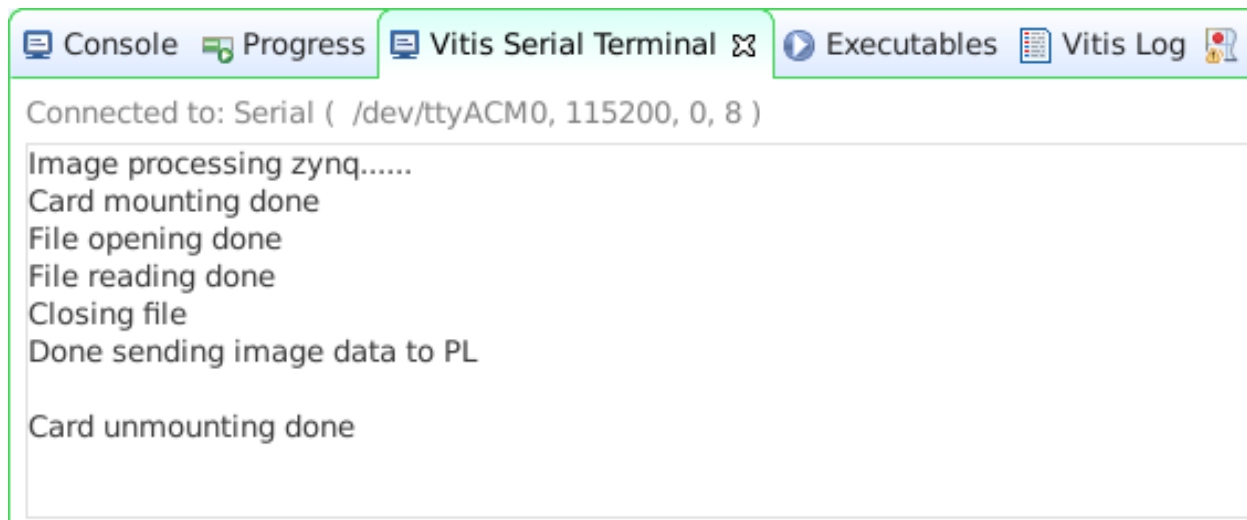 Console Progress Vitis Serial Terminal Executables Vitis Log
Connected to: Serial ( /dev/ttyACM0, 115200, 0, 8 )
Image processing zynq......
Card mounting done
File opening done
File reading done
Closing file
Done sending image data to PL
Card unmounting done